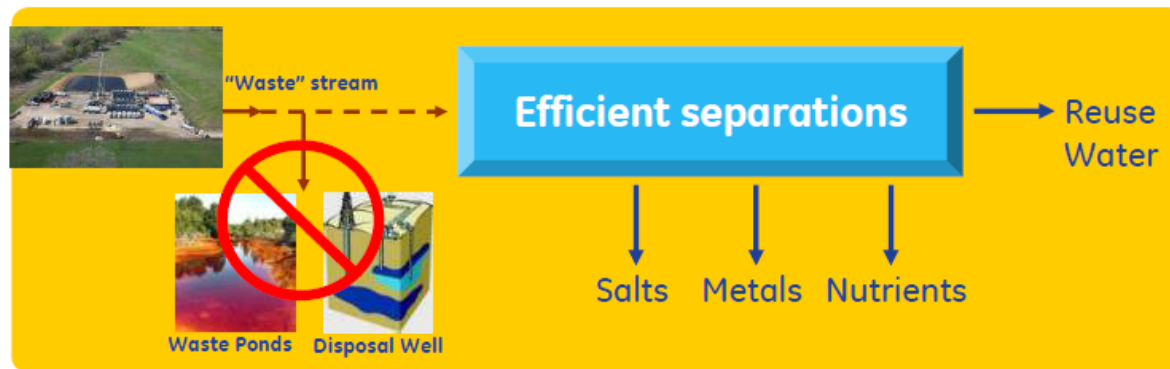 “Waste” stream
Efficient separations
Reuse
Water
Salts Metals Nutrients
Waste Ponds Disposal Well